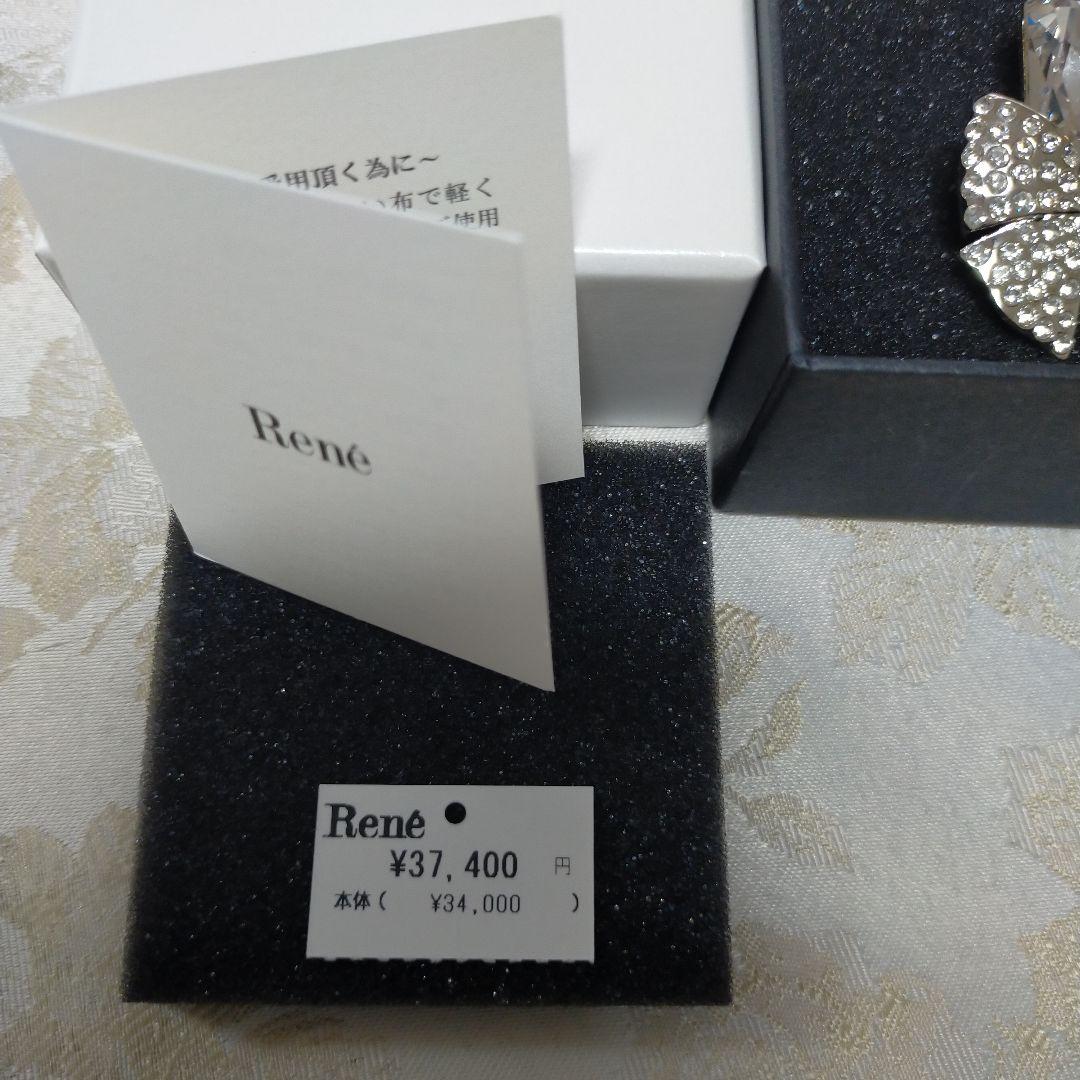 用頂く為に～
布で軽く
使用
René
René
¥37,400 円
本体( ¥34,000 )